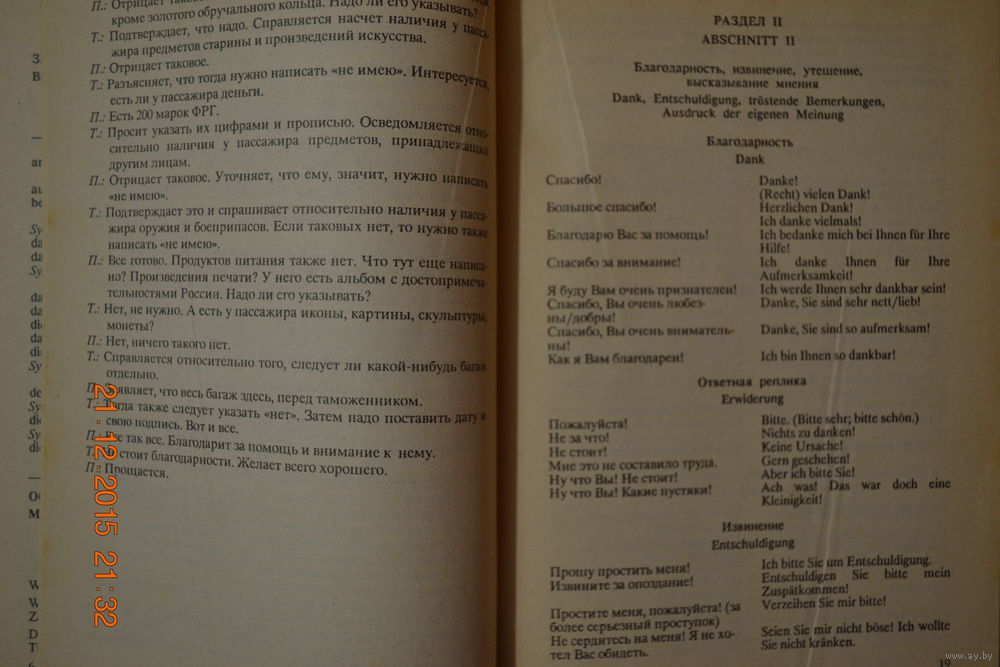 П.: Отрицает
кроме золотого обручального кольца. Надо ли его указывать?
Т.: Подтверждает, что надо. Справляется насчет наличия у пасса-
жира предметов старины и произведений искусства.
П.: Отрицает таковое.
Т.: Разъясняет, что тогда нужно написать «не имею». Интересуется,
есть ли у пассажира деньги.
П.: Есть 200 марок ФРГ.
Т.: Просит указать их цифрами и прописью. Осведомляется отно-
сительно наличия у пассажира предметов, принадлежащих
другим лицам.
П.: Отрицает таковое. Уточняет, что ему, значит, нужно написать
«не имею».
Т.: Подтверждает это и спрашивает относительно наличия у пасса-
жира оружия и боеприпасов. Если таковых нет, то нужно также
написать «не имею».
П.: Все готово. Продуктов питания также нет. Что тут еще написа-
но? Произведения печати? У него есть альбом с достопримеча-
тельностями России. Надо ли его указывать?
Т.: Нет, не нужно. А есть у пассажира иконы, картины, скульптуры,
монеты?
П.: Нет, ничего такого нет.
Т.: Справляется относительно того, следует ли какой-нибудь багаж
отдельно.
П.: Заявляет, что весь багаж здесь, перед таможенником.
Т.: Тогда также следует указать «нет». Затем надо поставить дату и
свою подпись. Вот и все.
так все. Благодарит за помощь и внимание к нему.
стоит благодарности. Желает всего хорошего.
П.: Прощается.
21.12.2015 21:32
РАЗДЕЛ II
ABSCHNITT II
Благодарность, извинение, утешение,
высказывание мнения
Dank, Entschuldigung, tröstende Bemerkungen,
Ausdruck der eigenen Meinung
Благодарность
Dank
Спасибо! Danke!
(Recht) vielen Dank!
Большое спасибо! Herzlichen Dank!
Ich danke vielmals!
Благодарю Вас за помощь! Ich bedanke mich bei Ihnen für Ihre
Hilfe!
Спасибо за внимание! Ich danke Ihnen für Ihre
Aufmerksamkeit!
Я буду Вам очень признателен! Ich werde Ihnen sehr dankbar sein!
Спасибо, Вы очень любез- Danke, Sie sind sehr nett/lieb!
ны/добры!
Спасибо, Вы очень вниматель- Danke, Sie sind so aufmerksam!
ны!
Как я Вам благодарен! Ich bin Ihnen so dankbar!
Ответная реплика
Erwiderung
Пожалуйста! Bitte. (Bitte sehr; bitte schön.)
Не за что! Nichts zu danken!
Не стоит! Keine Ursache!
Мне это не составило труда. Gern geschehen!
Ну что Вы! Не стоит! Aber ich bitte Sie!
Ну что Вы! Какие пустяки! Ach was! Das war doch eine
Kleinigkeit!
Извинение
Entschuldigung
Прошу простить меня! Ich bitte Sie um Entschuldigung.
Извините за опоздание! Entschuldigen Sie bitte mein
Zuspätkommen!
Простите меня, пожалуйста! (за Verzeihen Sie mir bitte!
более серьезный проступок)
Не сердитесь на меня! Я не хо- Seien Sie mir nicht böse! Ich wollte
тел Вас обидеть. Sie nicht kränken.
19
www.ay.by